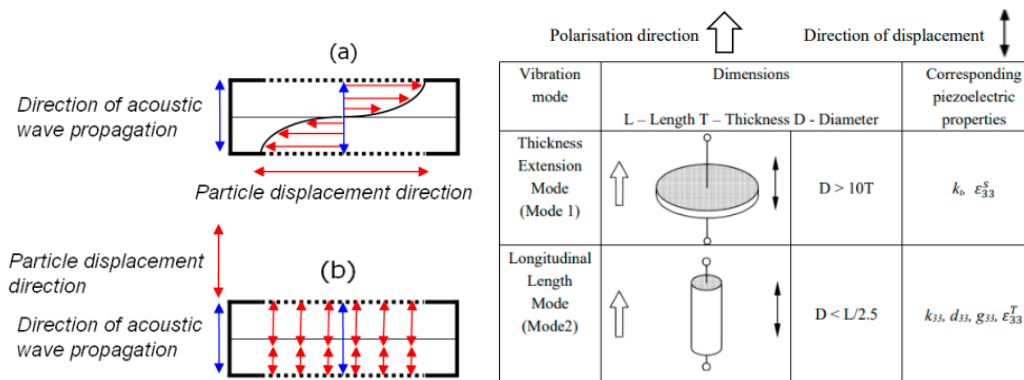 (a)
Direction of acoustic
wave propagation
Particle displacement direction
Particle displacement
direction
(b)
Direction of acoustic
wave propagation
Polarisation direction
Direction of displacement
Vibration
mode
Dimensions
L – Length T – Thickness D - Diameter
Corresponding
piezoelectric
properties
Thickness
Extension
Mode
(Mode 1)
D > 10T
kₜ, ε₃₃ˢ
Longitudinal
Length
Mode
(Mode2)
D < L/2.5
k₃₃, d₃₃, g₃₃, ε₃₃ᵀ